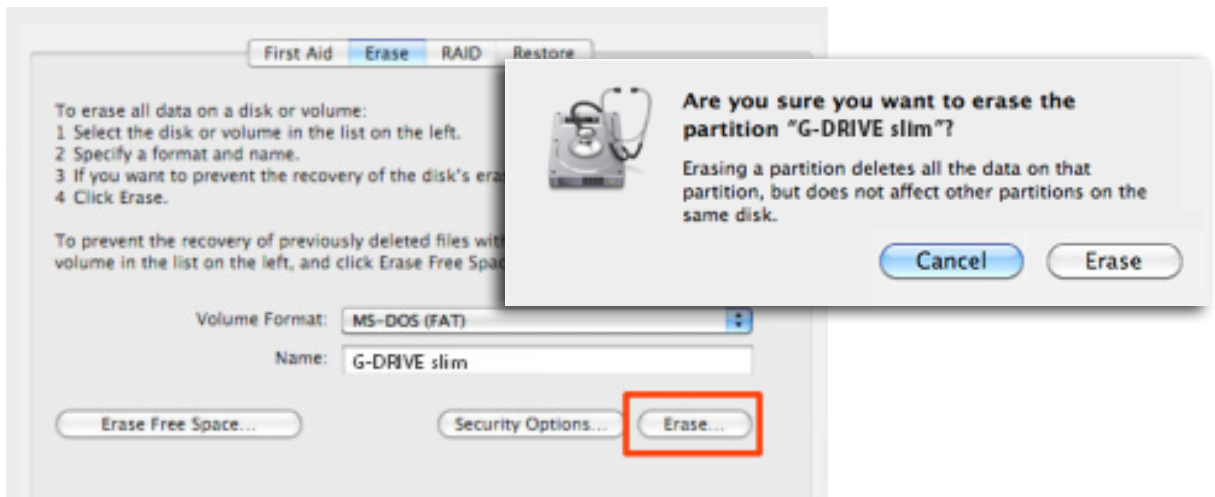 First Aid Erase RAID Restore
To erase all data on a disk or volume:
1 Select the disk or volume in the list on the left.
2 Specify a format and name.
3 If you want to prevent the recovery of the disk's
4 Click Erase.
To prevent the recovery of previously deleted files
volume in the list on the left, and click Erase Free
Volume Format: MS-DOS (FAT)
Name: G-DRIVE slim
Erase Free Space... Security Options... Erase...
Are you sure you want to erase the
partition "G-DRIVE slim"?
Erasing a partition deletes all the data on that
partition, but does not affect other partitions on the
same disk.
Cancel Erase